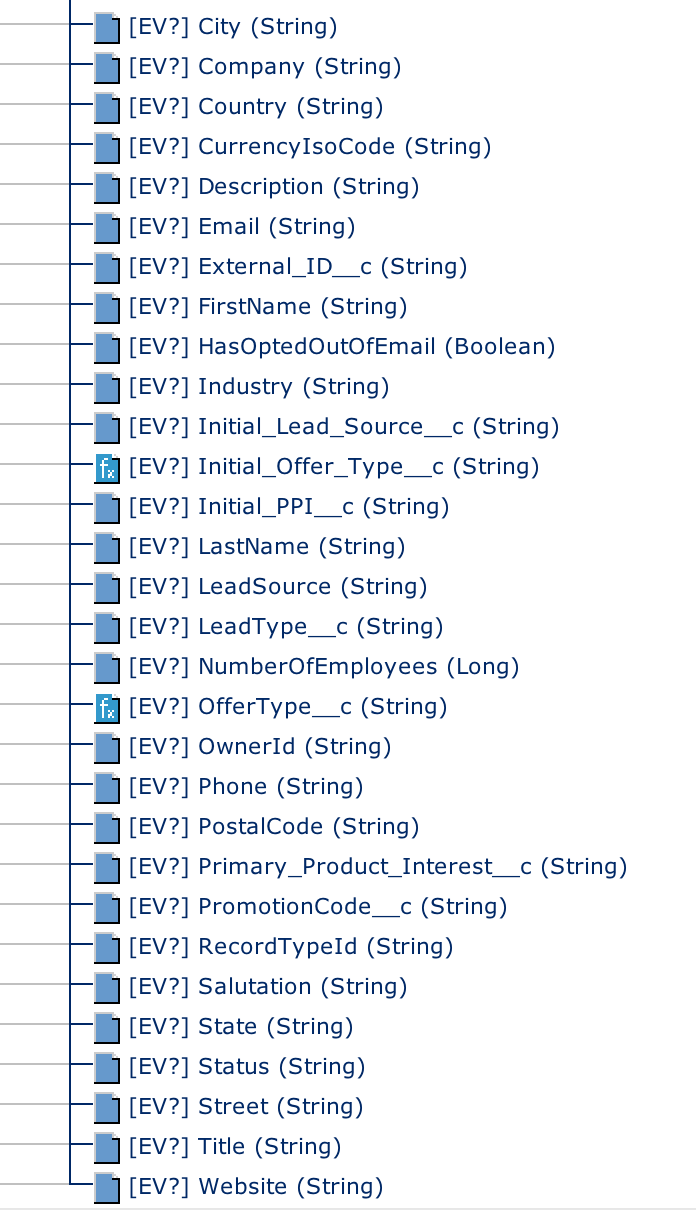 [EV?] City (String)
[EV?] Company (String)
[EV?] Country (String)
[EV?] CurrencyIsoCode (String)
[EV?] Description (String)
[EV?] Email (String)
[EV?] External_ID__c (String)
[EV?] FirstName (String)
[EV?] HasOptedOutOfEmail (Boolean)
[EV?] Industry (String)
[EV?] Initial_Lead_Source__c (String)
fx [EV?] Initial_Offer_Type__c (String)
[EV?] Initial_PPI__c (String)
[EV?] LastName (String)
[EV?] LeadSource (String)
[EV?] LeadType__c (String)
[EV?] NumberOfEmployees (Long)
fx [EV?] OfferType__c (String)
[EV?] OwnerId (String)
[EV?] Phone (String)
[EV?] PostalCode (String)
[EV?] Primary_Product_Interest__c (String)
[EV?] PromotionCode__c (String)
[EV?] RecordTypeId (String)
[EV?] Salutation (String)
[EV?] State (String)
[EV?] Status (String)
[EV?] Street (String)
[EV?] Title (String)
[EV?] Website (String)